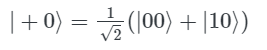 |+0⟩ = 1/√2 (|00⟩ + |10⟩)